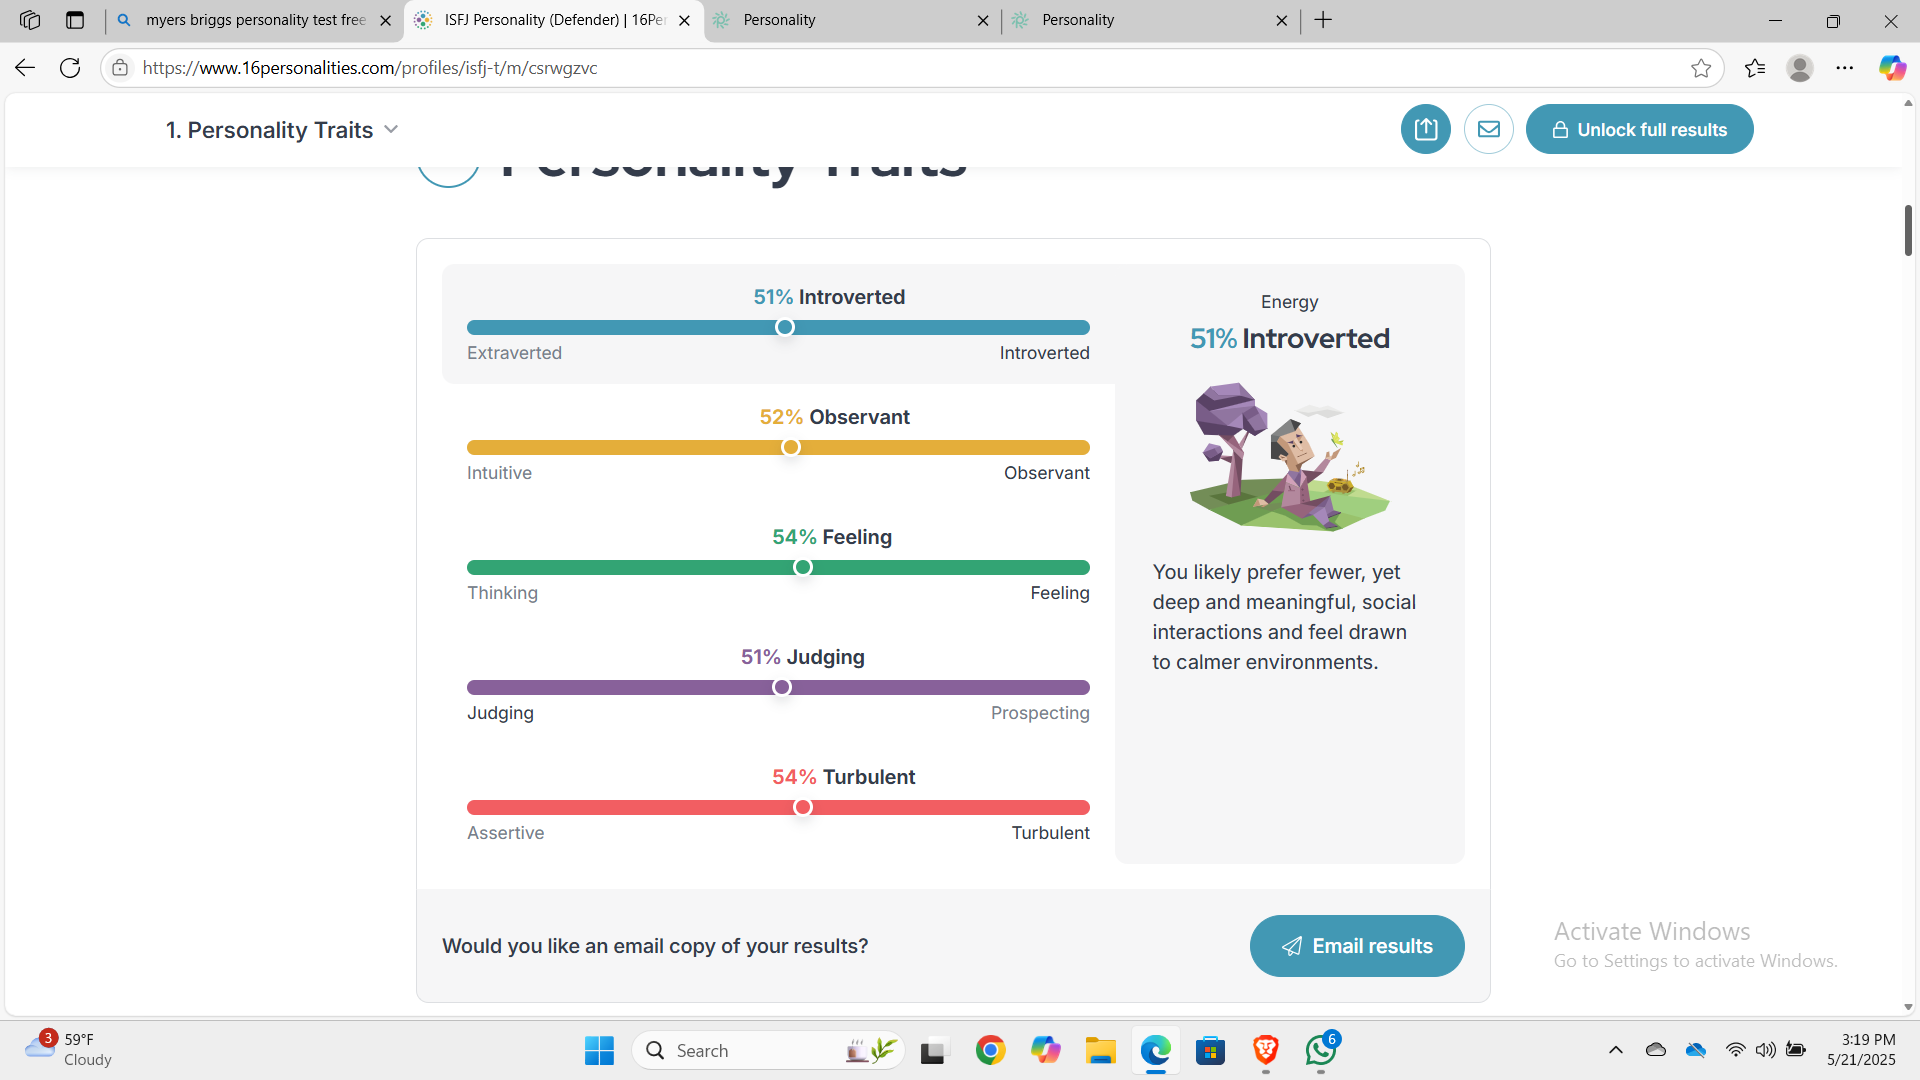 myers briggs personality test free
ISFJ Personality (Defender) | 16Per
Personality
Personality
https://www.16personalities.com/profiles/isfj-t/m/csrwgzvc
1. Personality Traits
Unlock full results
Personality Traits
51% Introverted
Extraverted
Introverted
52% Observant
Intuitive
Observant
54% Feeling
Thinking
Feeling
51% Judging
Judging
Prospecting
54% Turbulent
Assertive
Turbulent
Energy
51% Introverted
You likely prefer fewer, yet
deep and meaningful, social
interactions and feel drawn
to calmer environments.
Would you like an email copy of your results?
Email results
Activate Windows
Go to Settings to activate Windows.
3
59°F
Cloudy
Search
6
3:19 PM
5/21/2025